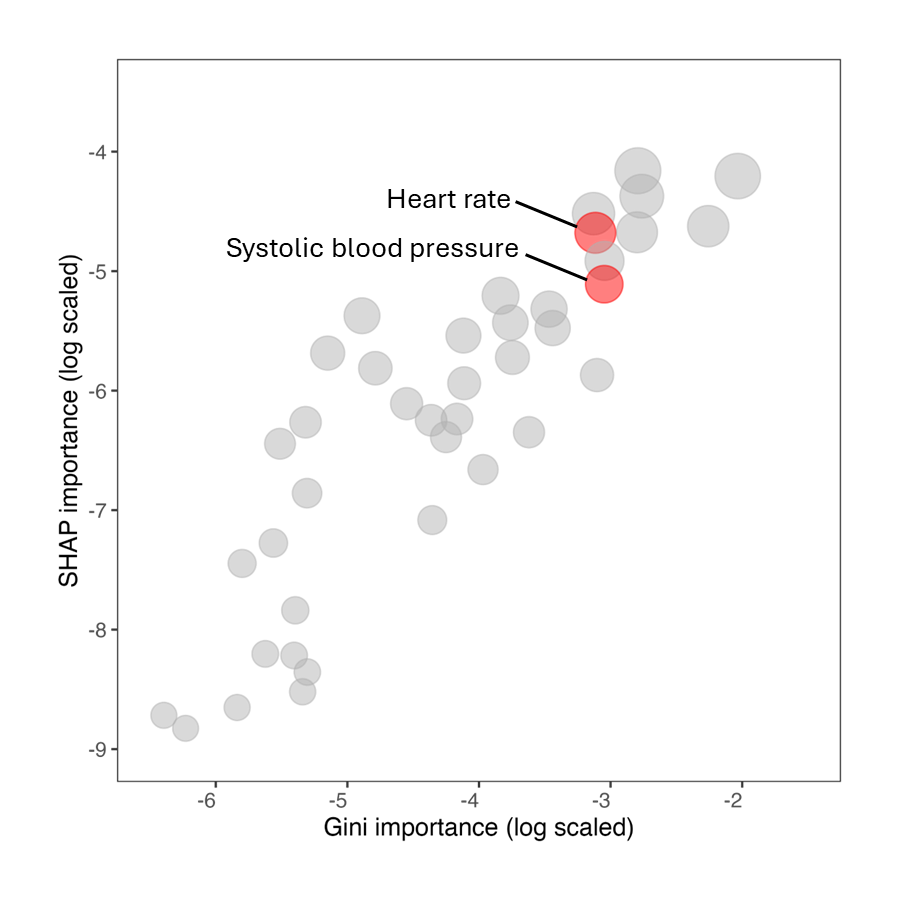 -4
Heart rate
Systolic blood pressure
-5
-6
-7
-8
-9
SHAP importance (log scaled)
-6 -5 -4 -3 -2
Gini importance (log scaled)